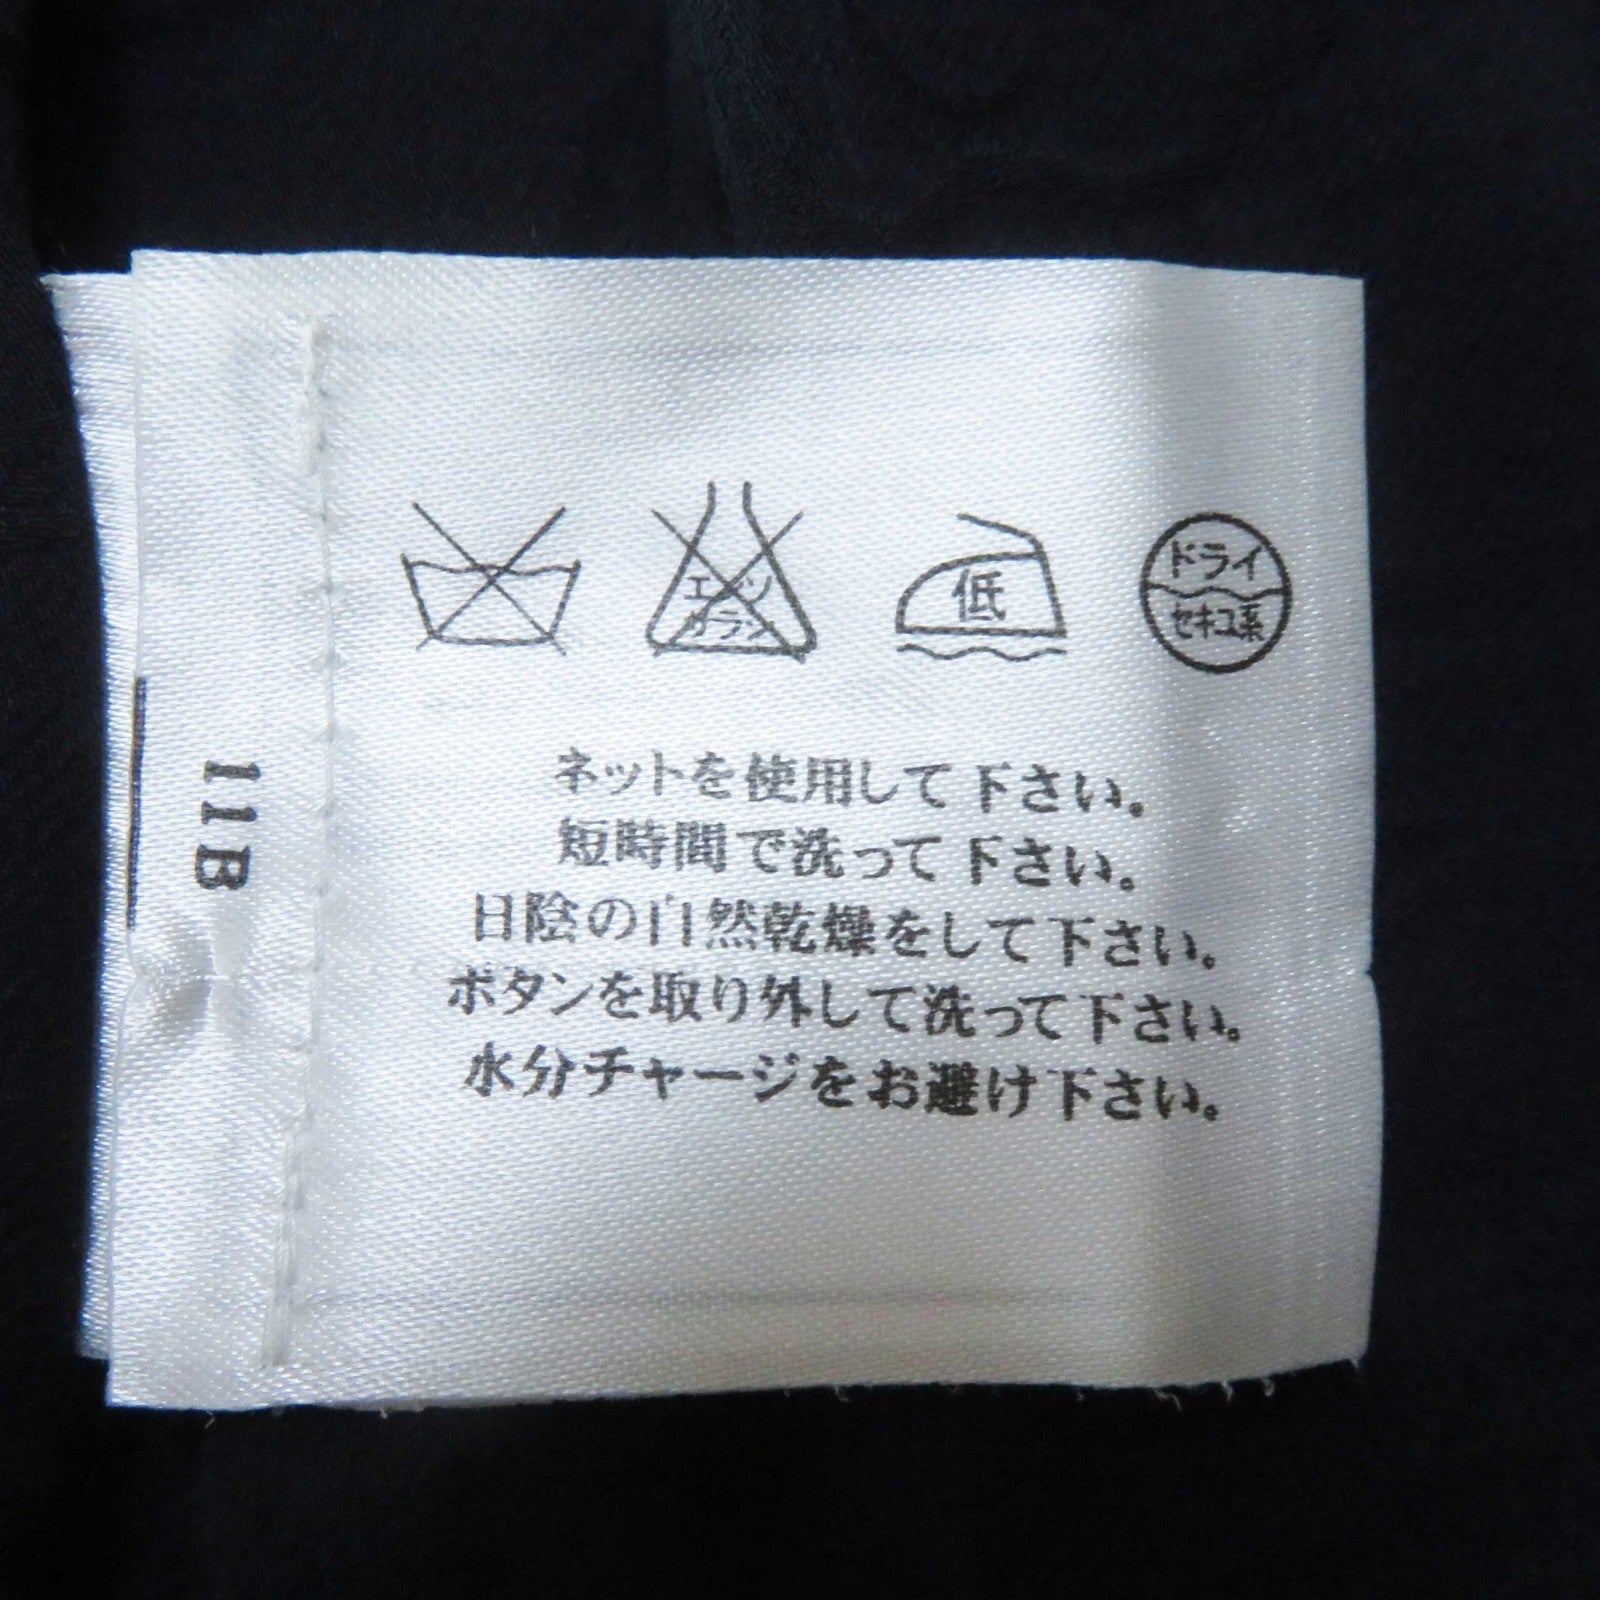 エンソ
カラシ
低
ドライ
セキユ系
ネットを使用して下さい。
短時間で洗って下さい。
日陰の自然乾燥をして下さい。
ボタンを取り外して洗って下さい。
水分チャージをお避け下さい。
11B